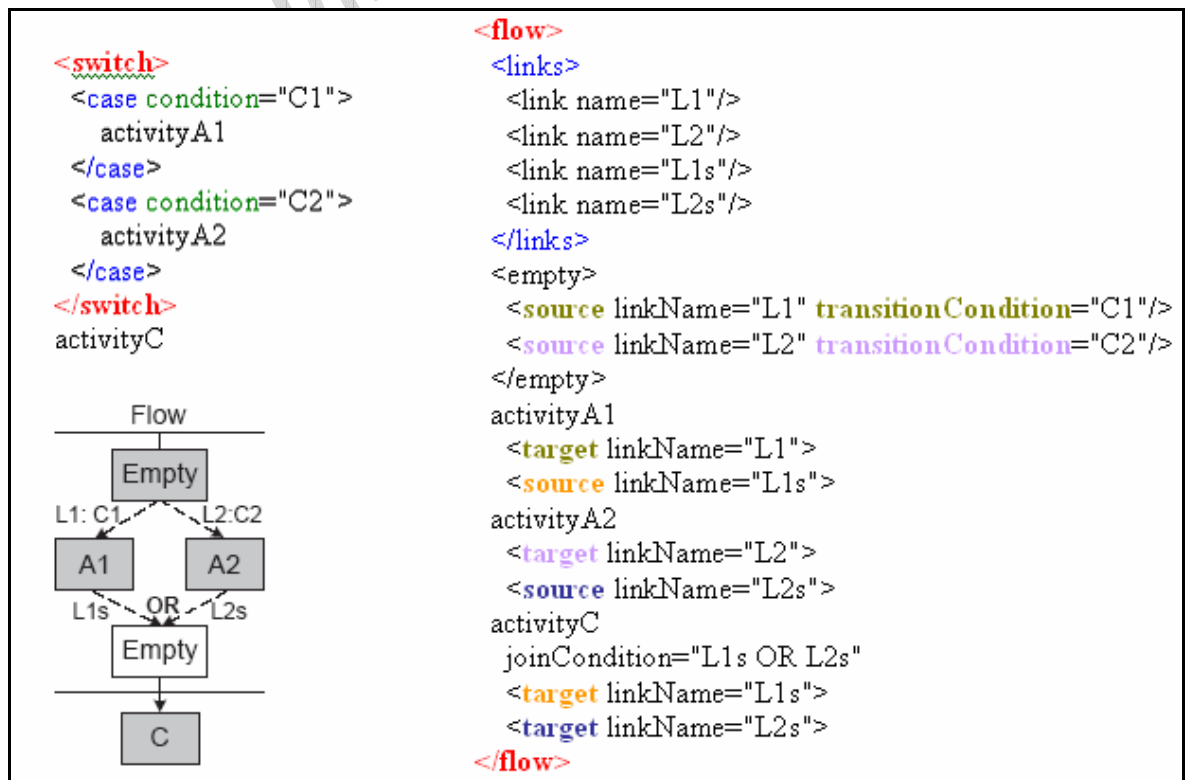 <switch>
<case condition="C1">
activityA1
</case>
<case condition="C2">
activityA2
</case>
</switch>
activityC
Flow
Empty
L1: C1 L2:C2
A1 A2
L1s OR L2s
Empty
C
<flow>
<links>
<link name="L1"/>
<link name="L2"/>
<link name="L1s"/>
<link name="L2s"/>
</links>
<empty>
<source linkName="L1" transitionCondition="C1"/>
<source linkName="L2" transitionCondition="C2"/>
</empty>
activityA1
<target linkName="L1">
<source linkName="L1s">
activityA2
<target linkName="L2">
<source linkName="L2s">
activityC
joinCondition="L1s OR L2s"
<target linkName="L1s">
<target linkName="L2s">
</flow>